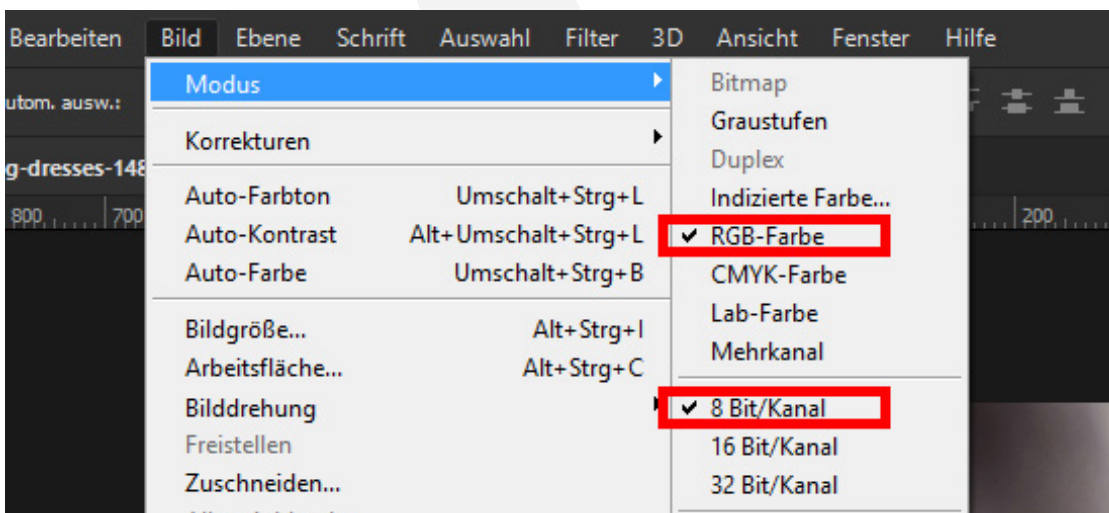 Bearbeiten Bild Ebene Schrift Auswahl Filter 3D Ansicht Fenster Hilfe
utom. ausw.:
g-dresses-148
800 700
Modus
Korrekturen
Auto-Farbton Umschalt+Strg+L
Auto-Kontrast Alt+Umschalt+Strg+L
Auto-Farbe Umschalt+Strg+B
Bildgröße... Alt+Strg+I
Arbeitsfläche... Alt+Strg+C
Bilddrehung
Freistellen
Zuschneiden...
Bitmap
Graustufen
Duplex
Indizierte Farbe...
RGB-Farbe
CMYK-Farbe
Lab-Farbe
Mehrkanal
8 Bit/Kanal
16 Bit/Kanal
32 Bit/Kanal
200